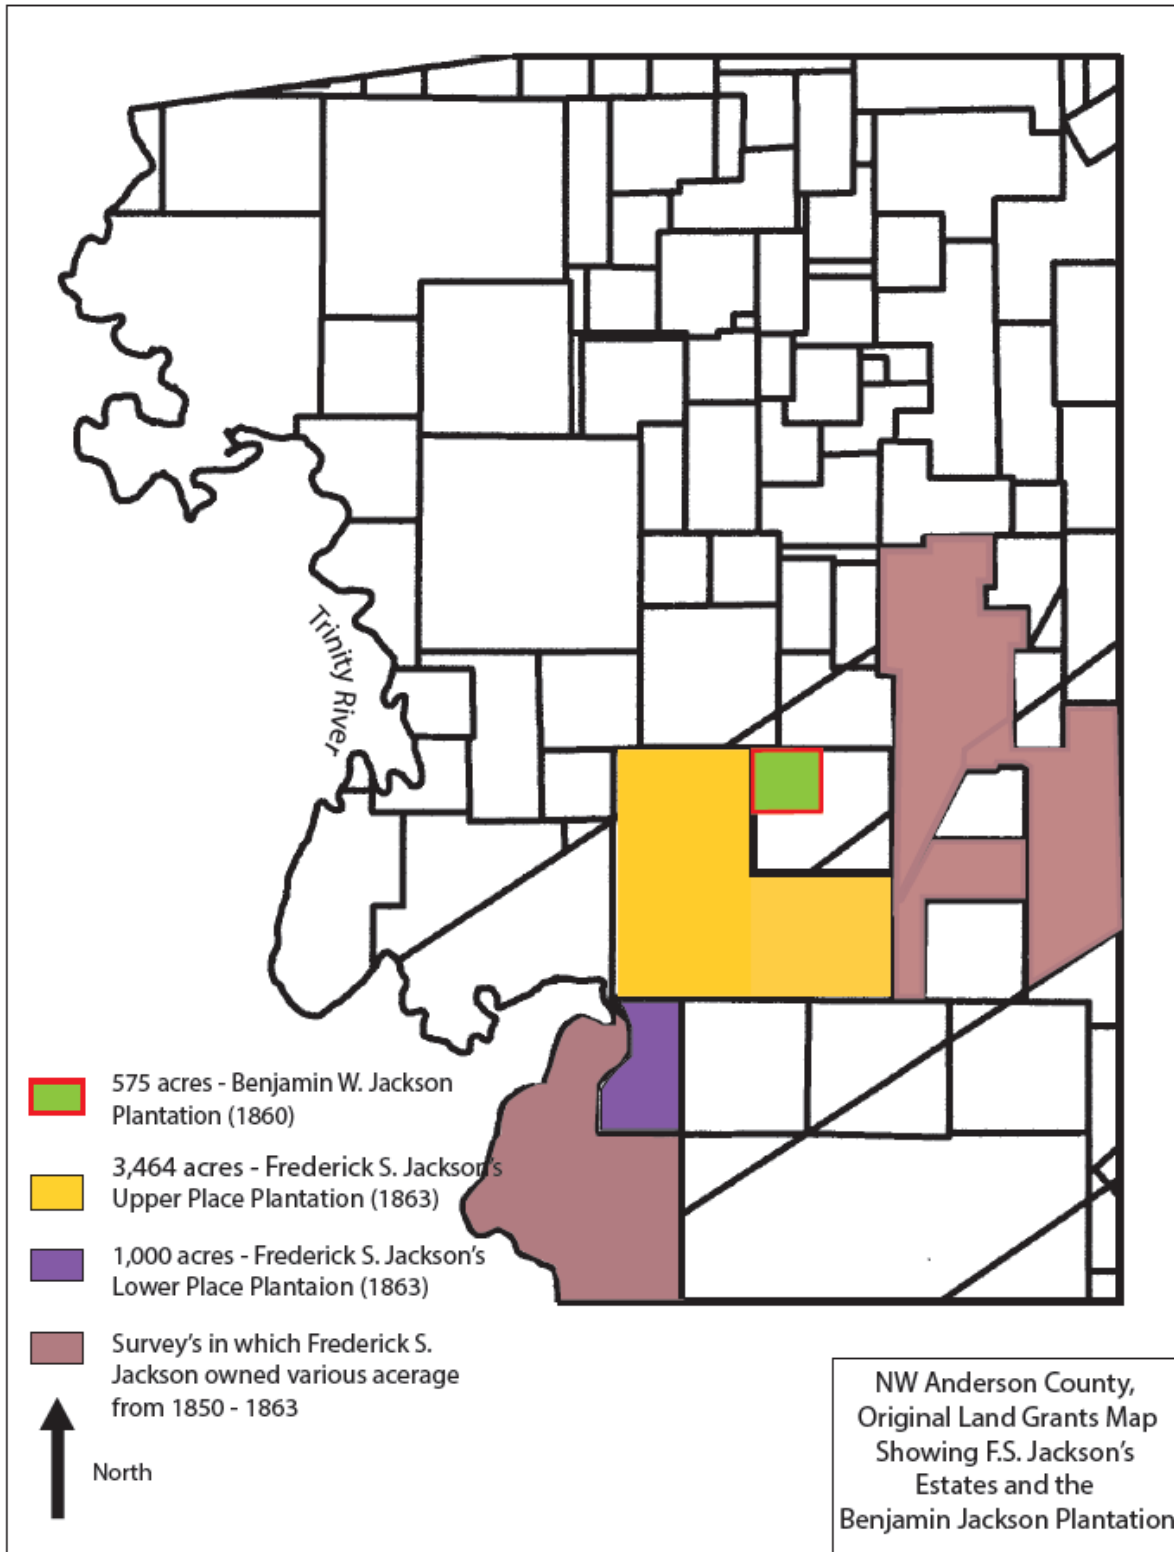 Trinity River
575 acres - Benjamin W. Jackson
Plantation (1860)
3,464 acres - Frederick S. Jackson's
Upper Place Plantation (1863)
1,000 acres - Frederick S. Jackson's
Lower Place Plantaion (1863)
Survey's in which Frederick S.
Jackson owned various acerage
from 1850 - 1863
North
NW Anderson County,
Original Land Grants Map
Showing F.S. Jackson's
Estates and the
Benjamin Jackson Plantation